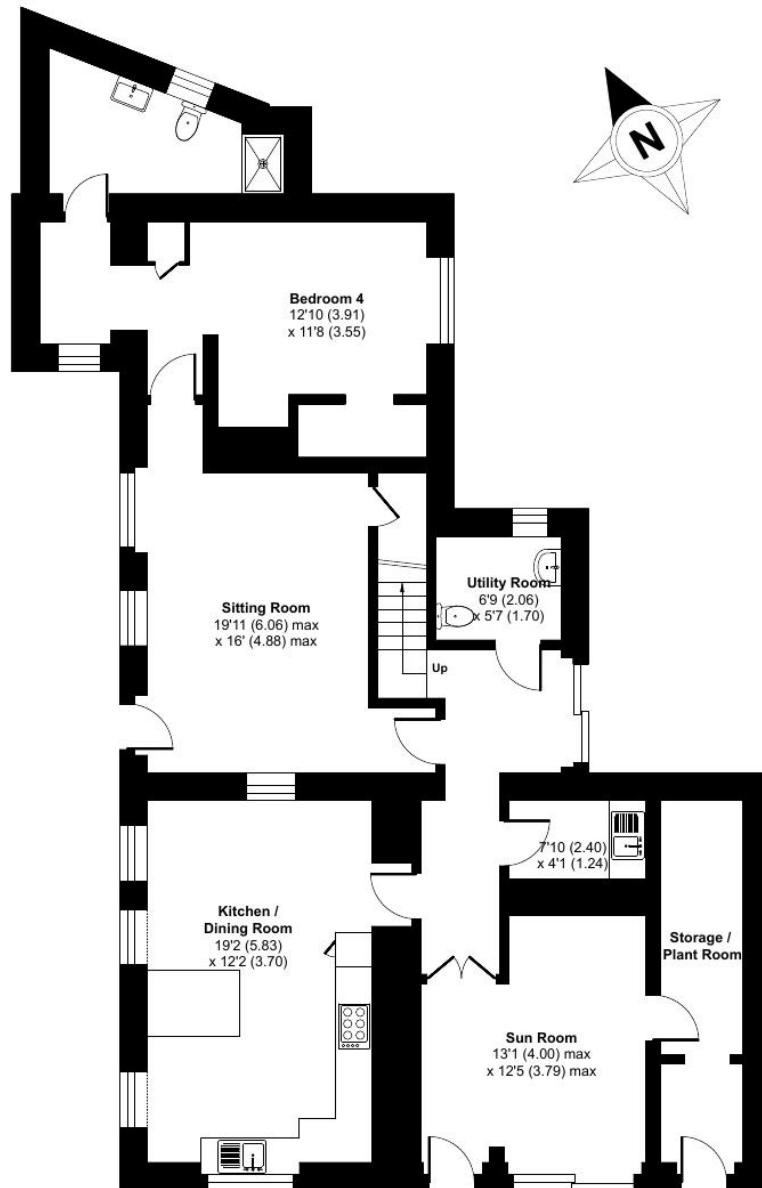 N
Bedroom 4
12'10 (3.91)
x 11'8 (3.55)
Utility Room
6'9 (2.06)
x 5'7 (1.70)
Sitting Room
19'11 (6.06) max
x 16' (4.88) max
Up
7'10 (2.40)
x 4'1 (1.24)
Kitchen /
Dining Room
19'2 (5.83)
x 12'2 (3.70)
Storage /
Plant Room
Sun Room
13'1 (4.00) max
x 12'5 (3.79) max